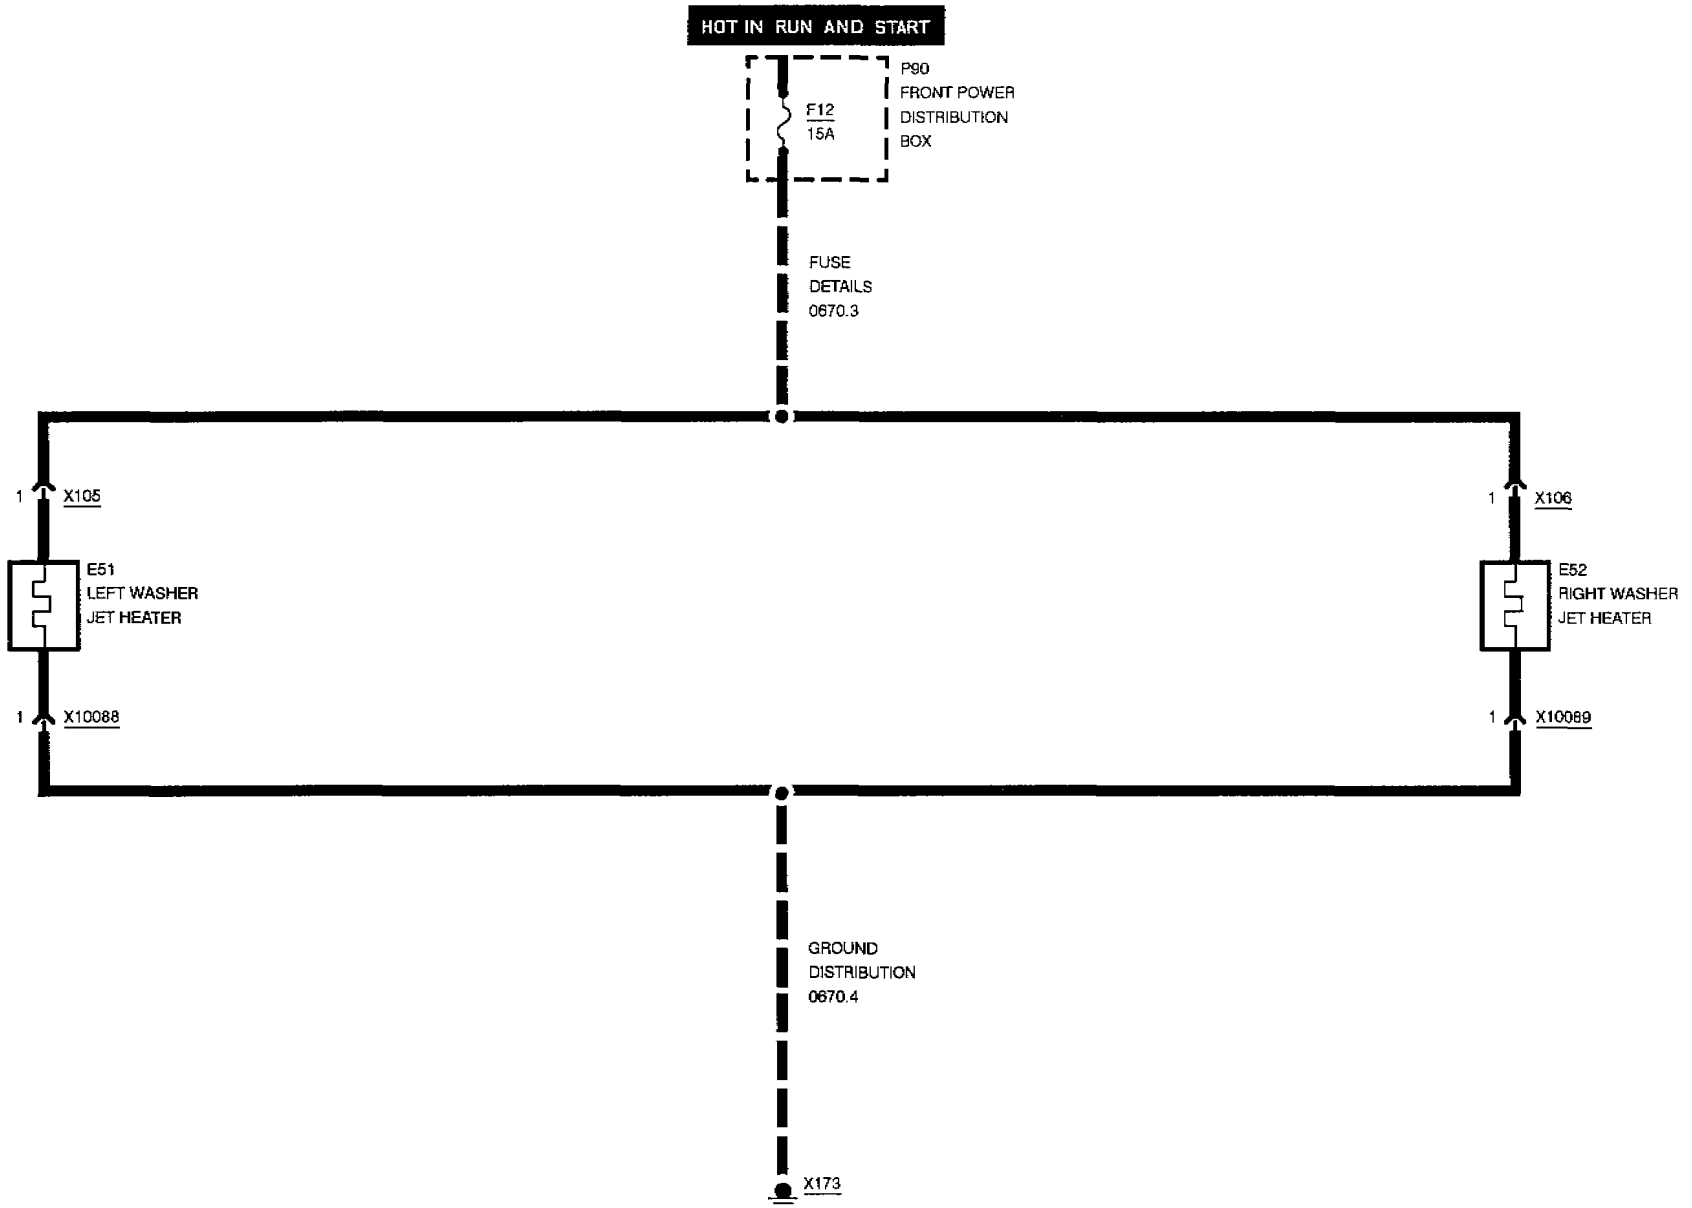 HOT IN RUN AND START
P90
FRONT POWER
DISTRIBUTION
BOX
F12
15A
FUSE
DETAILS
0670.3
1 X105
1 X106
E51
LEFT WASHER
JET HEATER
E52
RIGHT WASHER
JET HEATER
1 X10088
1 X10089
GROUND
DISTRIBUTION
0670.4
X173